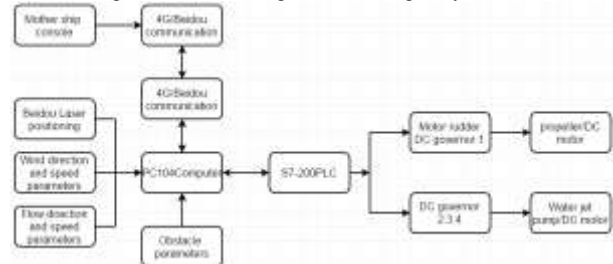 Mother ship
console
4G/Beidou
communication
4G/Beidou
communication
Beidou Laser
positioning
Wind direction
and speed
parameters
Flow direction
and speed
parameters
PC104Computer
Obstacle
parameters
S7-200PLC
Motor rudder
DC governor 1
propeller/DC
motor
DC governor
2.3.4
Water jet
pump/DC motor